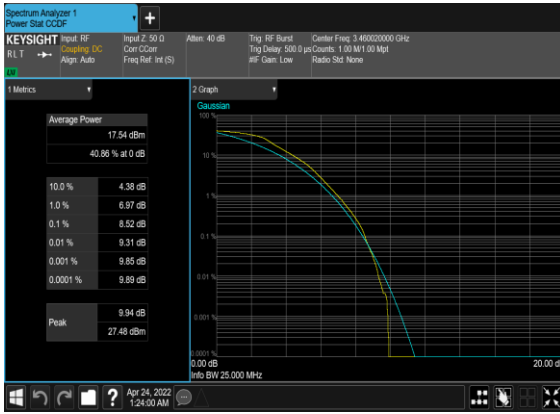 Spectrum Analyzer 1
Power Stat CCDF
+
KEYSIGHT
Input: RF
Input Z: 50 Ω
Atten: 40 dB
Trig: RF Burst
Center Freq: 3.460020000 GHz
RLT
Coupling: DC
Corr CCorr
Trig Delay: 500.0 µs
Counts: 1.00 M/1.00 Mpt
Align: Auto
Freq Ref: Int (S)
#IF Gain: Low
Radio Std: None
1 Metrics
2 Graph
Gaussian
Average Power
17.54 dBm
40.86 % at 0 dB
10.0 % 4.38 dB
1.0 % 6.97 dB
0.1 % 8.52 dB
0.01 % 9.31 dB
0.001 % 9.85 dB
0.0001 % 9.89 dB
Peak
9.94 dB
27.48 dBm
100 %
10 %
1 %
0.1 %
0.01 %
0.001 %
0.0001 %
0.00 dB
20.00 d
Info BW 25.000 MHz
?
Apr 24, 2022
1:24:00 AM